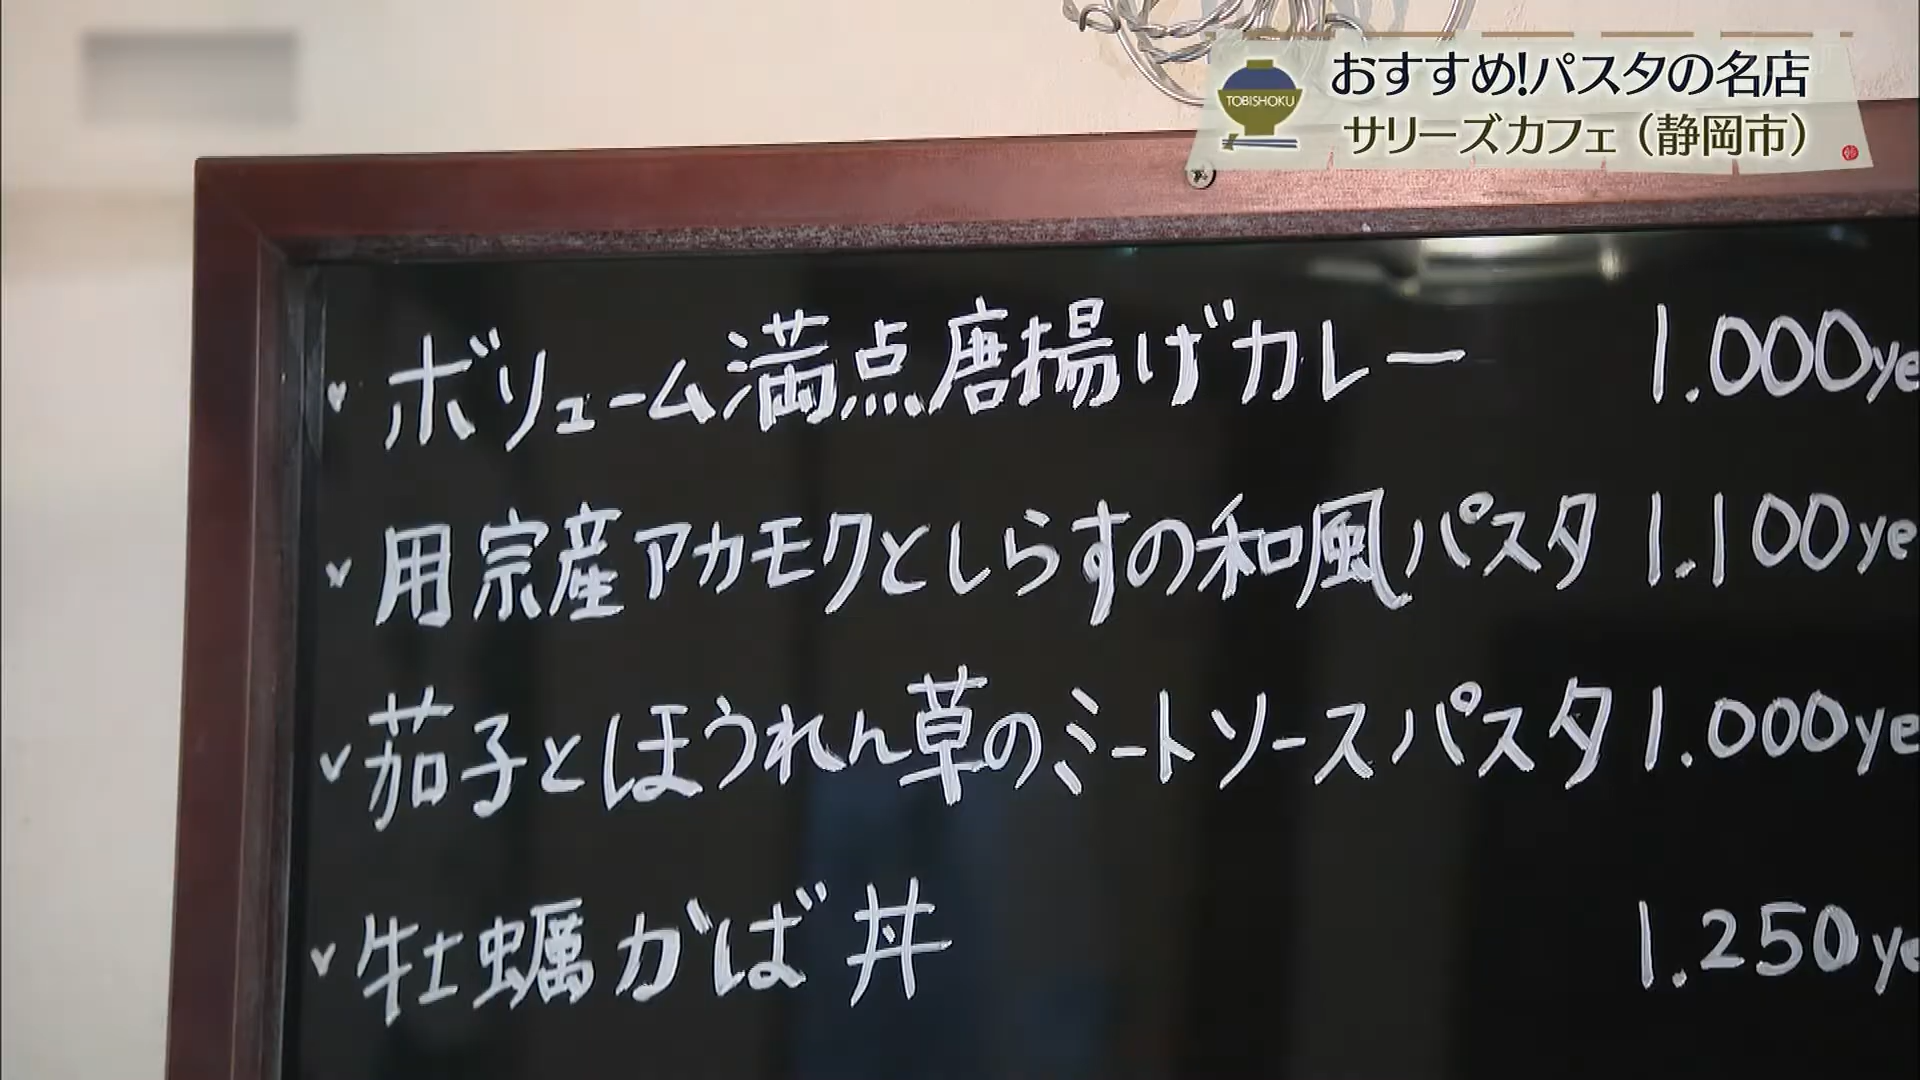 おすすめ!パスタの名店
TOBISHOKU
サリーズカフェ（静岡市）
ボリューム満点唐揚げカレー 1.000ye
用宗産アカモクとしらすの和風パスタ 1.100ye
茄子とほうれん草のミートソースパスタ 1.000ye
牡蠣かば丼 1.250ye